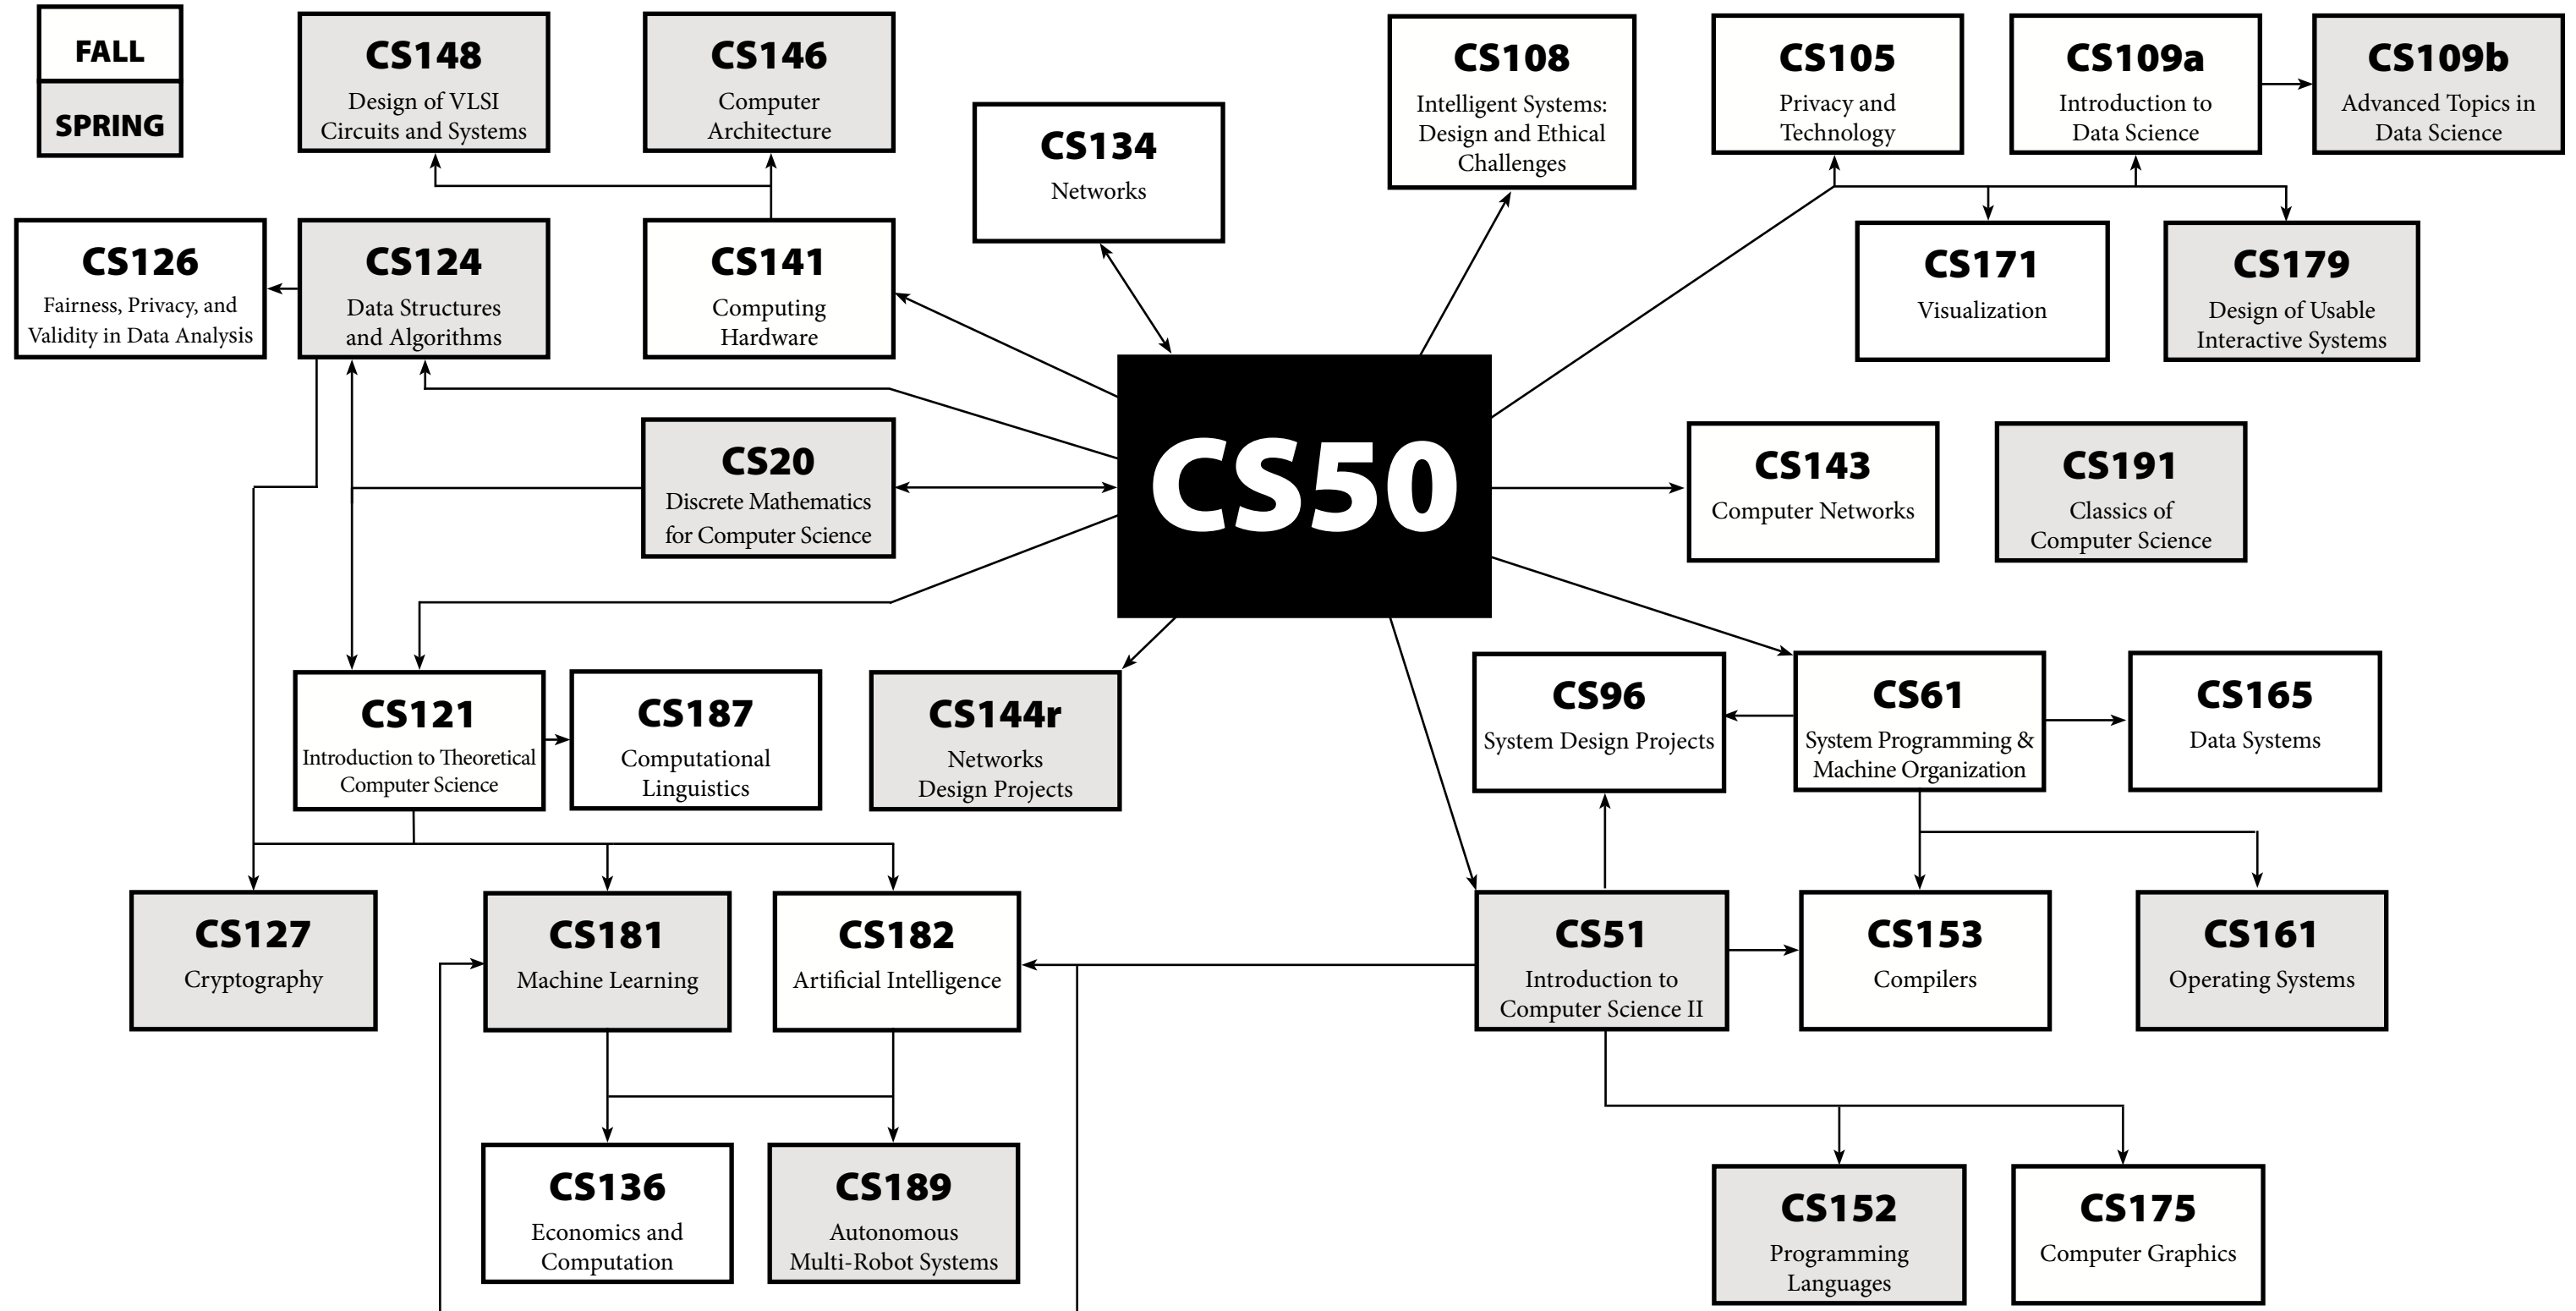 FALL
SPRING
CS148
Design of VLSI
Circuits and Systems
CS146
Computer
Architecture
CS134
Networks
CS108
Intelligent Systems:
Design and Ethical
Challenges
CS105
Privacy and
Technology
CS109a
Introduction to
Data Science
CS109b
Advanced Topics in
Data Science
CS126
Fairness, Privacy, and
Validity in Data Analysis
CS124
Data Structures
and Algorithms
CS141
Computing
Hardware
CS171
Visualization
CS179
Design of Usable
Interactive Systems
CS20
Discrete Mathematics
for Computer Science
CS50
CS143
Computer Networks
CS191
Classics of
Computer Science
CS121
Introduction to Theoretical
Computer Science
CS187
Computational
Linguistics
CS144r
Networks
Design Projects
CS96
System Design Projects
CS61
System Programming &
Machine Organization
CS165
Data Systems
CS127
Cryptography
CS181
Machine Learning
CS182
Artificial Intelligence
CS51
Introduction to
Computer Science II
CS153
Compilers
CS161
Operating Systems
CS136
Economics and
Computation
CS189
Autonomous
Multi-Robot Systems
CS152
Programming
Languages
CS175
Computer Graphics